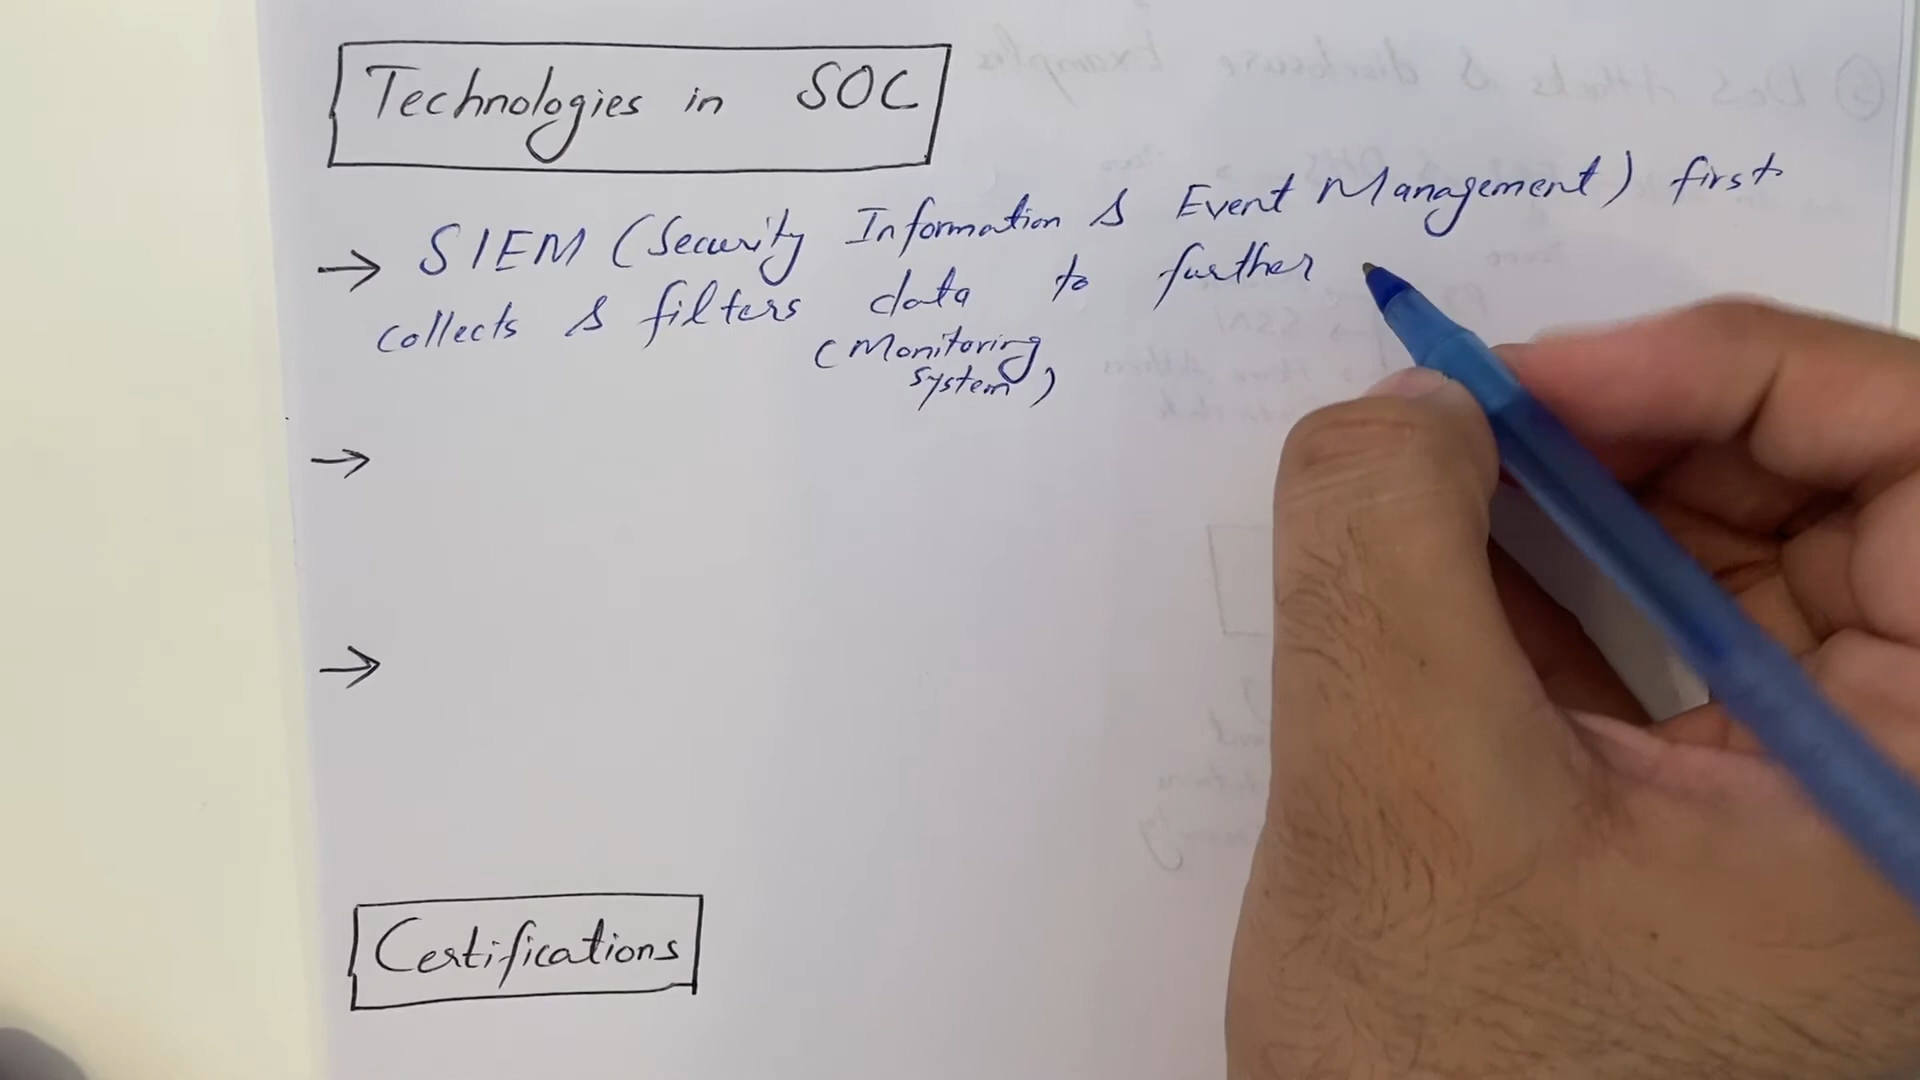 Technologies in SOC
→ SIEM (Security Information & Event Management) first
collects & filters data to further
(Monitoring
system)
→
→
Certifications